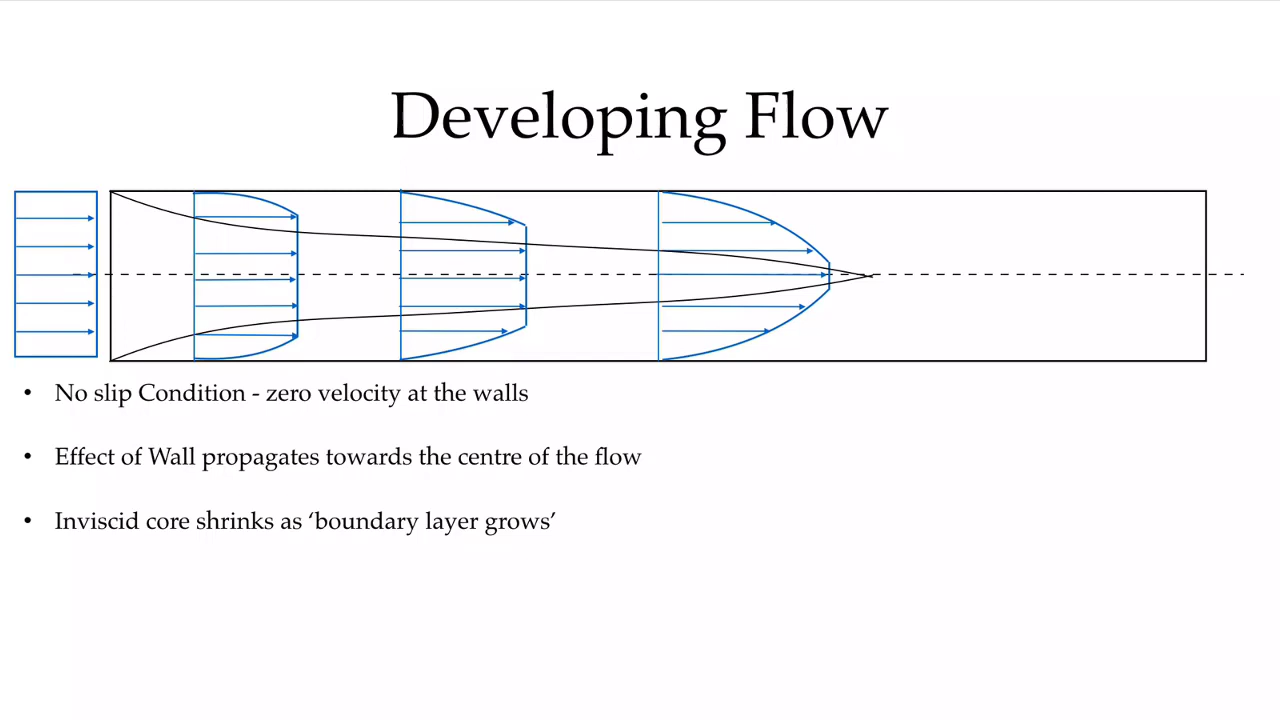 Developing Flow
• No slip Condition - zero velocity at the walls
• Effect of Wall propagates towards the centre of the flow
• Inviscid core shrinks as ‘boundary layer grows’